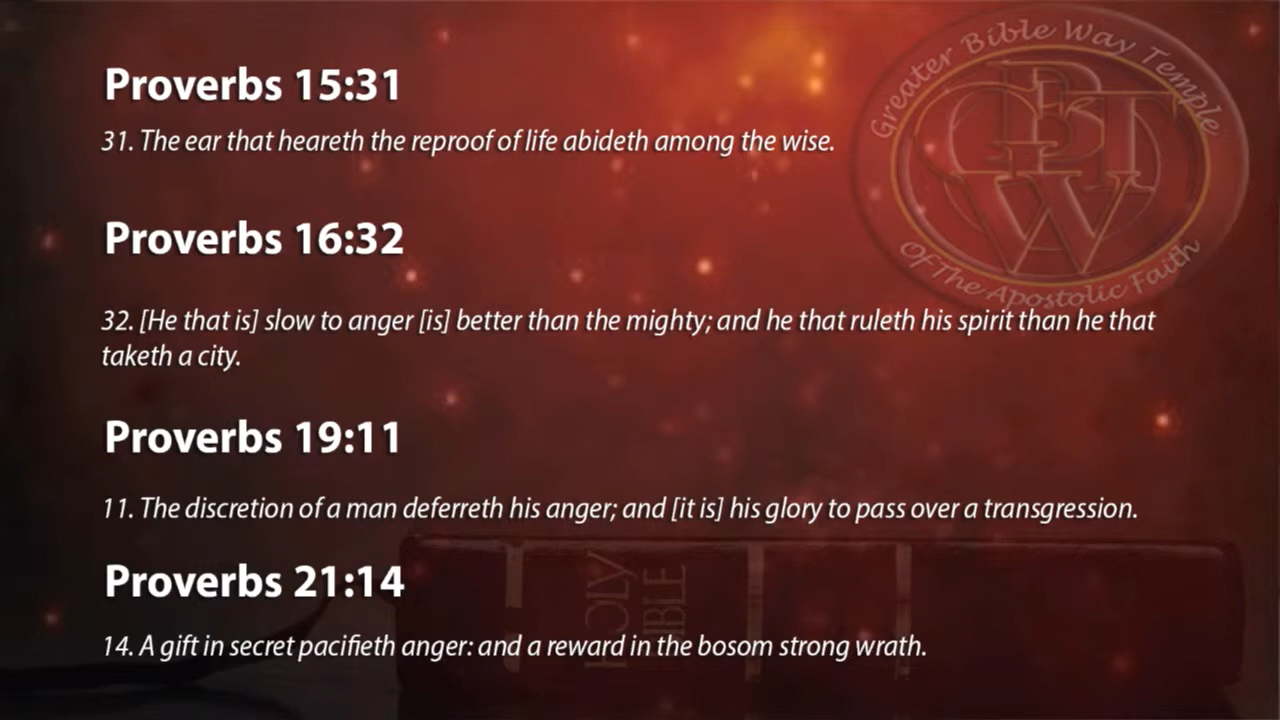 Proverbs 15:31
31. The ear that heareth the reproof of life abideth among the wise.
Proverbs 16:32
32. [He that is] slow to anger [is] better than the mighty; and he that ruleth his spirit than he that
taketh a city.
Proverbs 19:11
11. The discretion of a man deferreth his anger; and [it is] his glory to pass over a transgression.
Proverbs 21:14
14. A gift in secret pacifieth anger: and a reward in the bosom strong wrath.
Greater Bible Way Temple
GBWT
Of The Apostolic Faith
HOLY
BIBLE